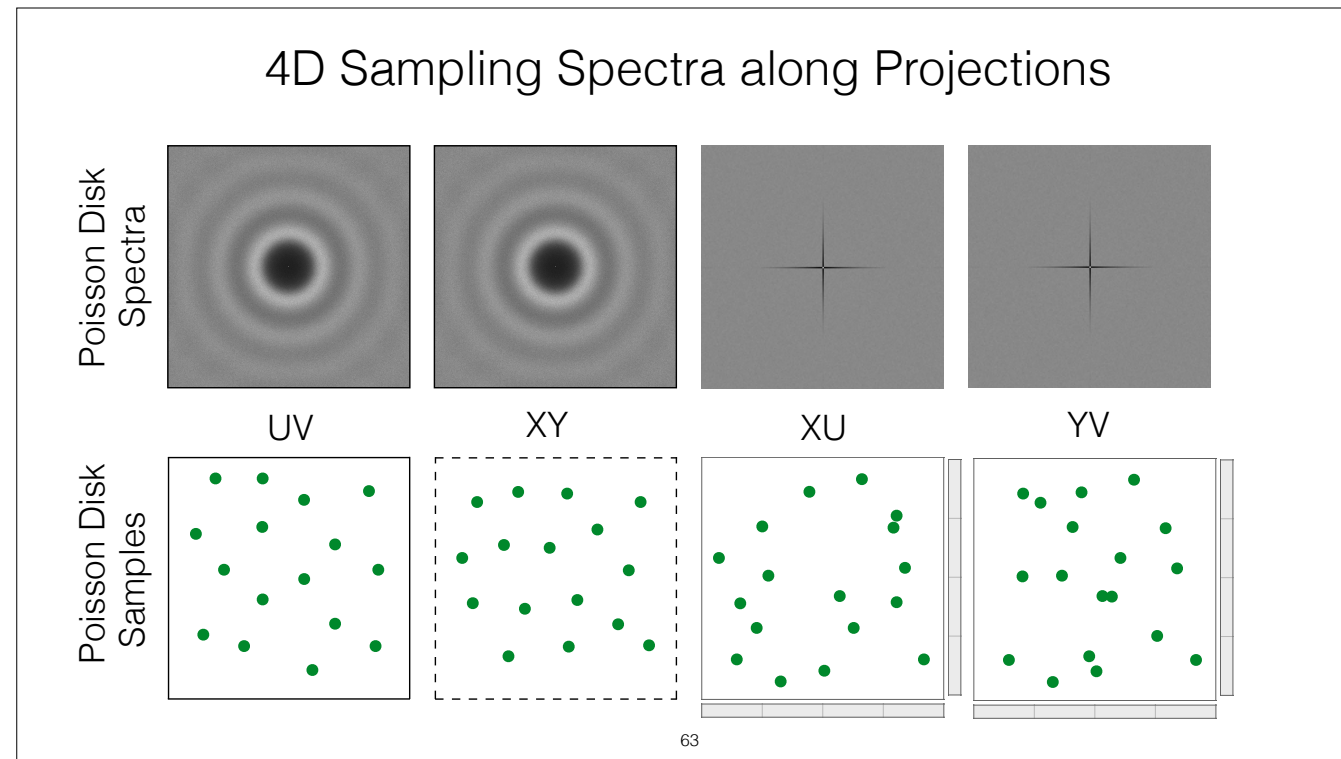 4D Sampling Spectra along Projections
Poisson Disk
Spectra
UV
XY
XU
YV
Poisson Disk
Samples
63